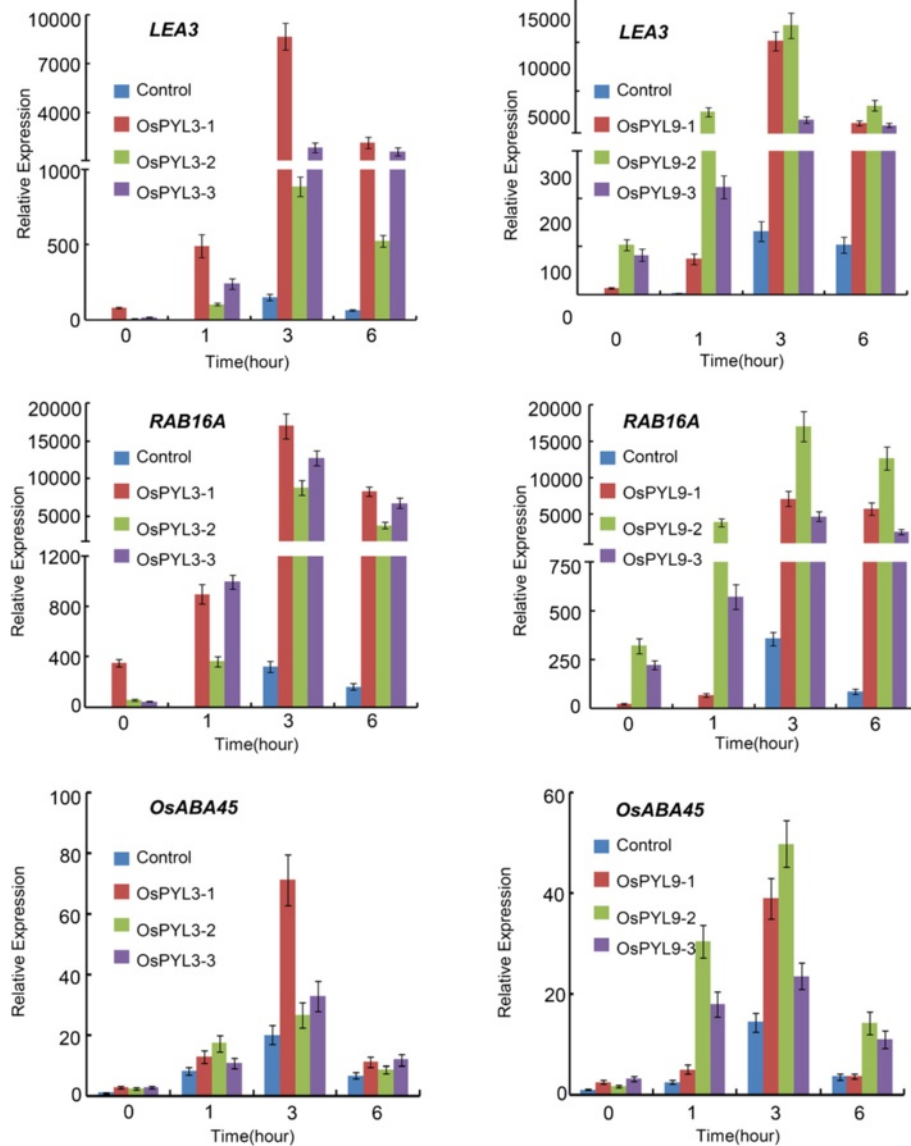 LEA3
10000
7000
4000
1000
500
0
Relative Expression
Control
OsPYL3-1
OsPYL3-2
OsPYL3-3
0 1 3 6
Time(hour)
LEA3
15000
10000
5000
300
200
100
0
Relative Expression
Control
OsPYL9-1
OsPYL9-2
OsPYL9-3
0 1 3 6
Time(hour)
RAB16A
20000
15000
10000
5000
1200
800
400
0
Relative Expression
Control
OsPYL3-1
OsPYL3-2
OsPYL3-3
0 1 3 6
Time(hour)
RAB16A
20000
15000
10000
5000
750
500
250
0
Relative Expression
Control
OsPYL9-1
OsPYL9-2
OsPYL9-3
0 1 3 6
Time(hour)
OsABA45
100
80
60
40
20
0
Relative Expression
Control
OsPYL3-1
OsPYL3-2
OsPYL3-3
0 1 3 6
Time(hour)
OsABA45
60
40
20
0
Relative Expression
Control
OsPYL9-1
OsPYL9-2
OsPYL9-3
0 1 3 6
Time(hour)